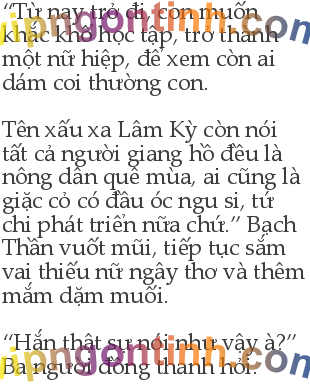 “Từ nay trở đi, con muốn
khắc khổ học tập, trở thành
một nữ hiệp, để xem còn ai
dám coi thường con.
Tên xấu xa Lâm Kỳ còn nói
tất cả người giang hồ đều là
nông dân quê mùa, ai cũng là
giặc cỏ có đầu óc ngu si, tứ
chi phát triển nữa chứ.” Bạch
Thần vuốt mũi, tiếp tục sắm
vai thiếu nữ ngây thơ và thêm
mắm dặm muối.
“Hắn thật sự nói như vậy à?”
Ba người đồng thanh hỏi.
vipngontinh.com
vipngontinh.com